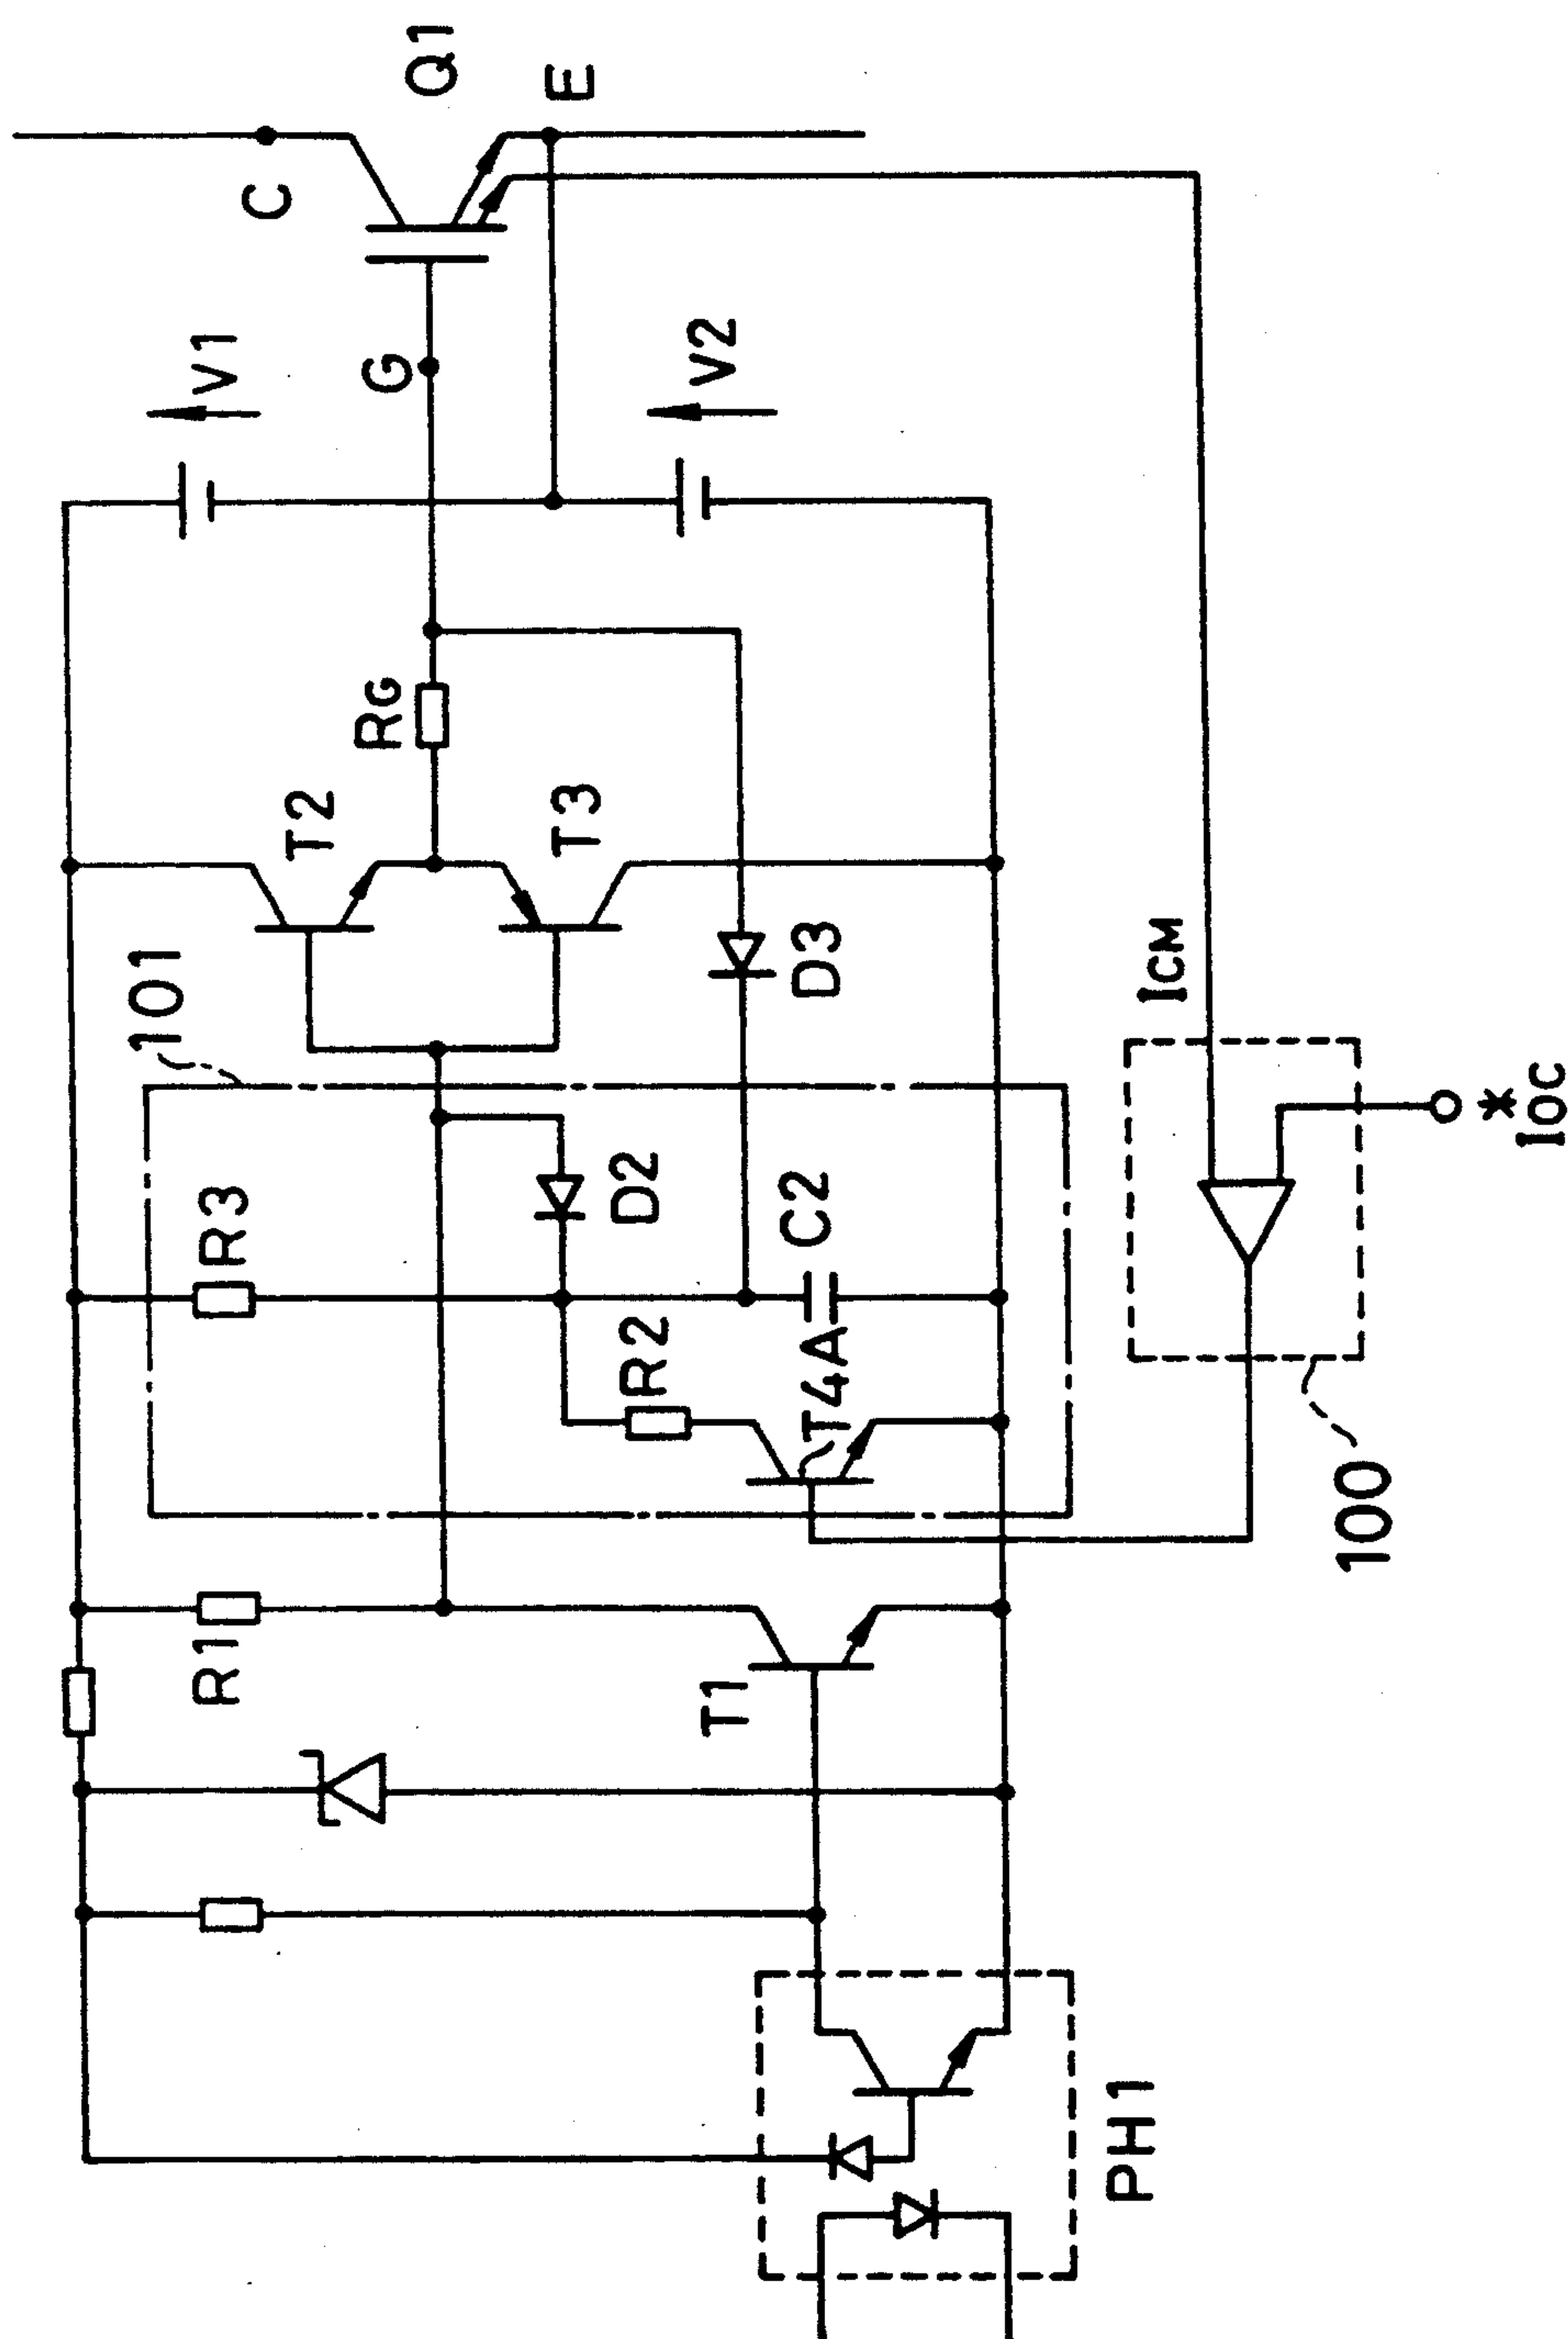 Q1
E
C
V1
G
V2
RG
T2
T3
101
D3
ICM
R3
D2
C2
*
IOC
R2
T4A
100
R1
T1
PH1